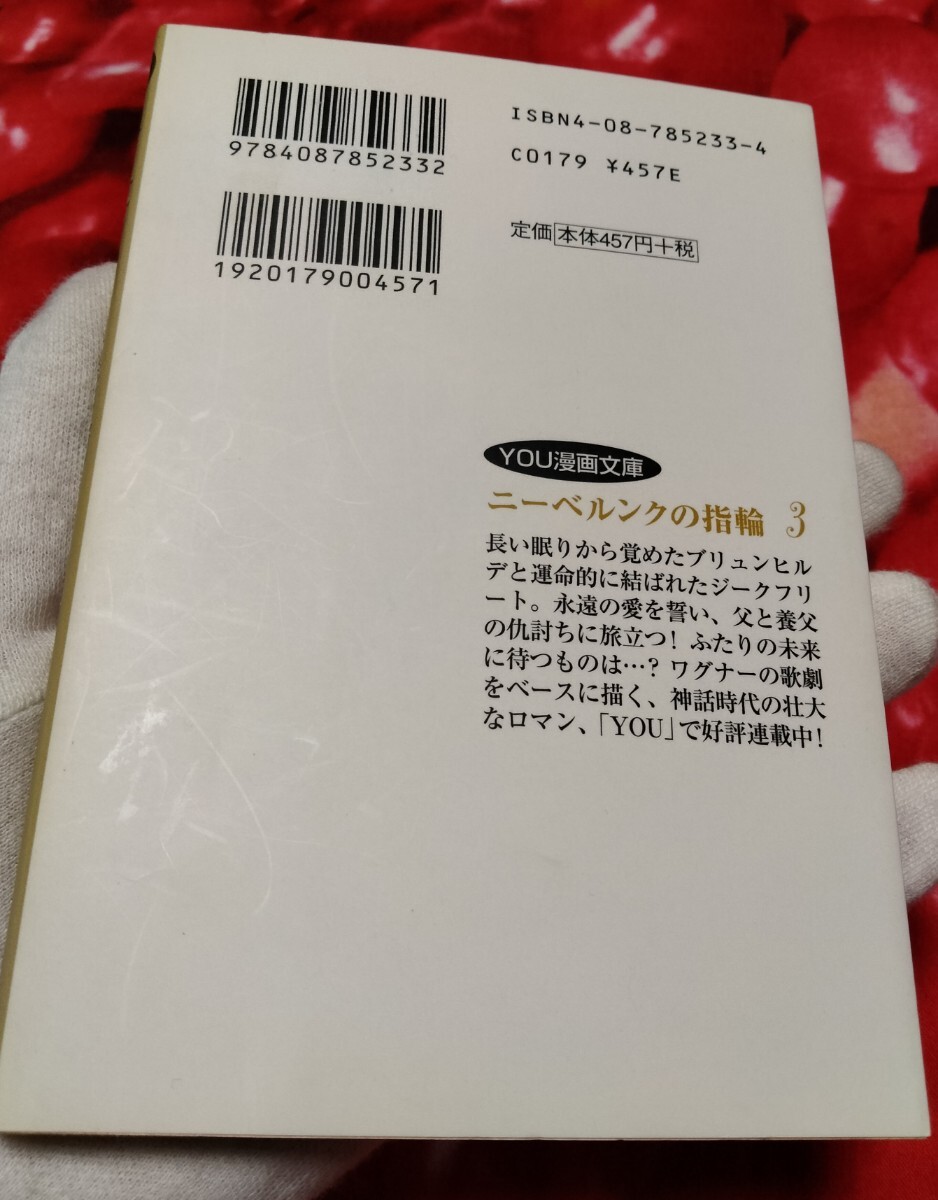 9784087852332
ISBN4-08-785233-4
C0179 ¥457E
1920179004571
定価 本体457円+税
YOU漫画文庫
ニーベルンクの指輪 3
長い眠りから覚めたブリュンヒル
デと運命的に結ばれたジークフリ
ート。永遠の愛を誓い、父と養父
の仇討ちに旅立つ! ふたりの未来
に待つものは…? ワグナーの歌劇
をベースに描く、神話時代の壮大
なロマン、「YOU」で好評連載中!